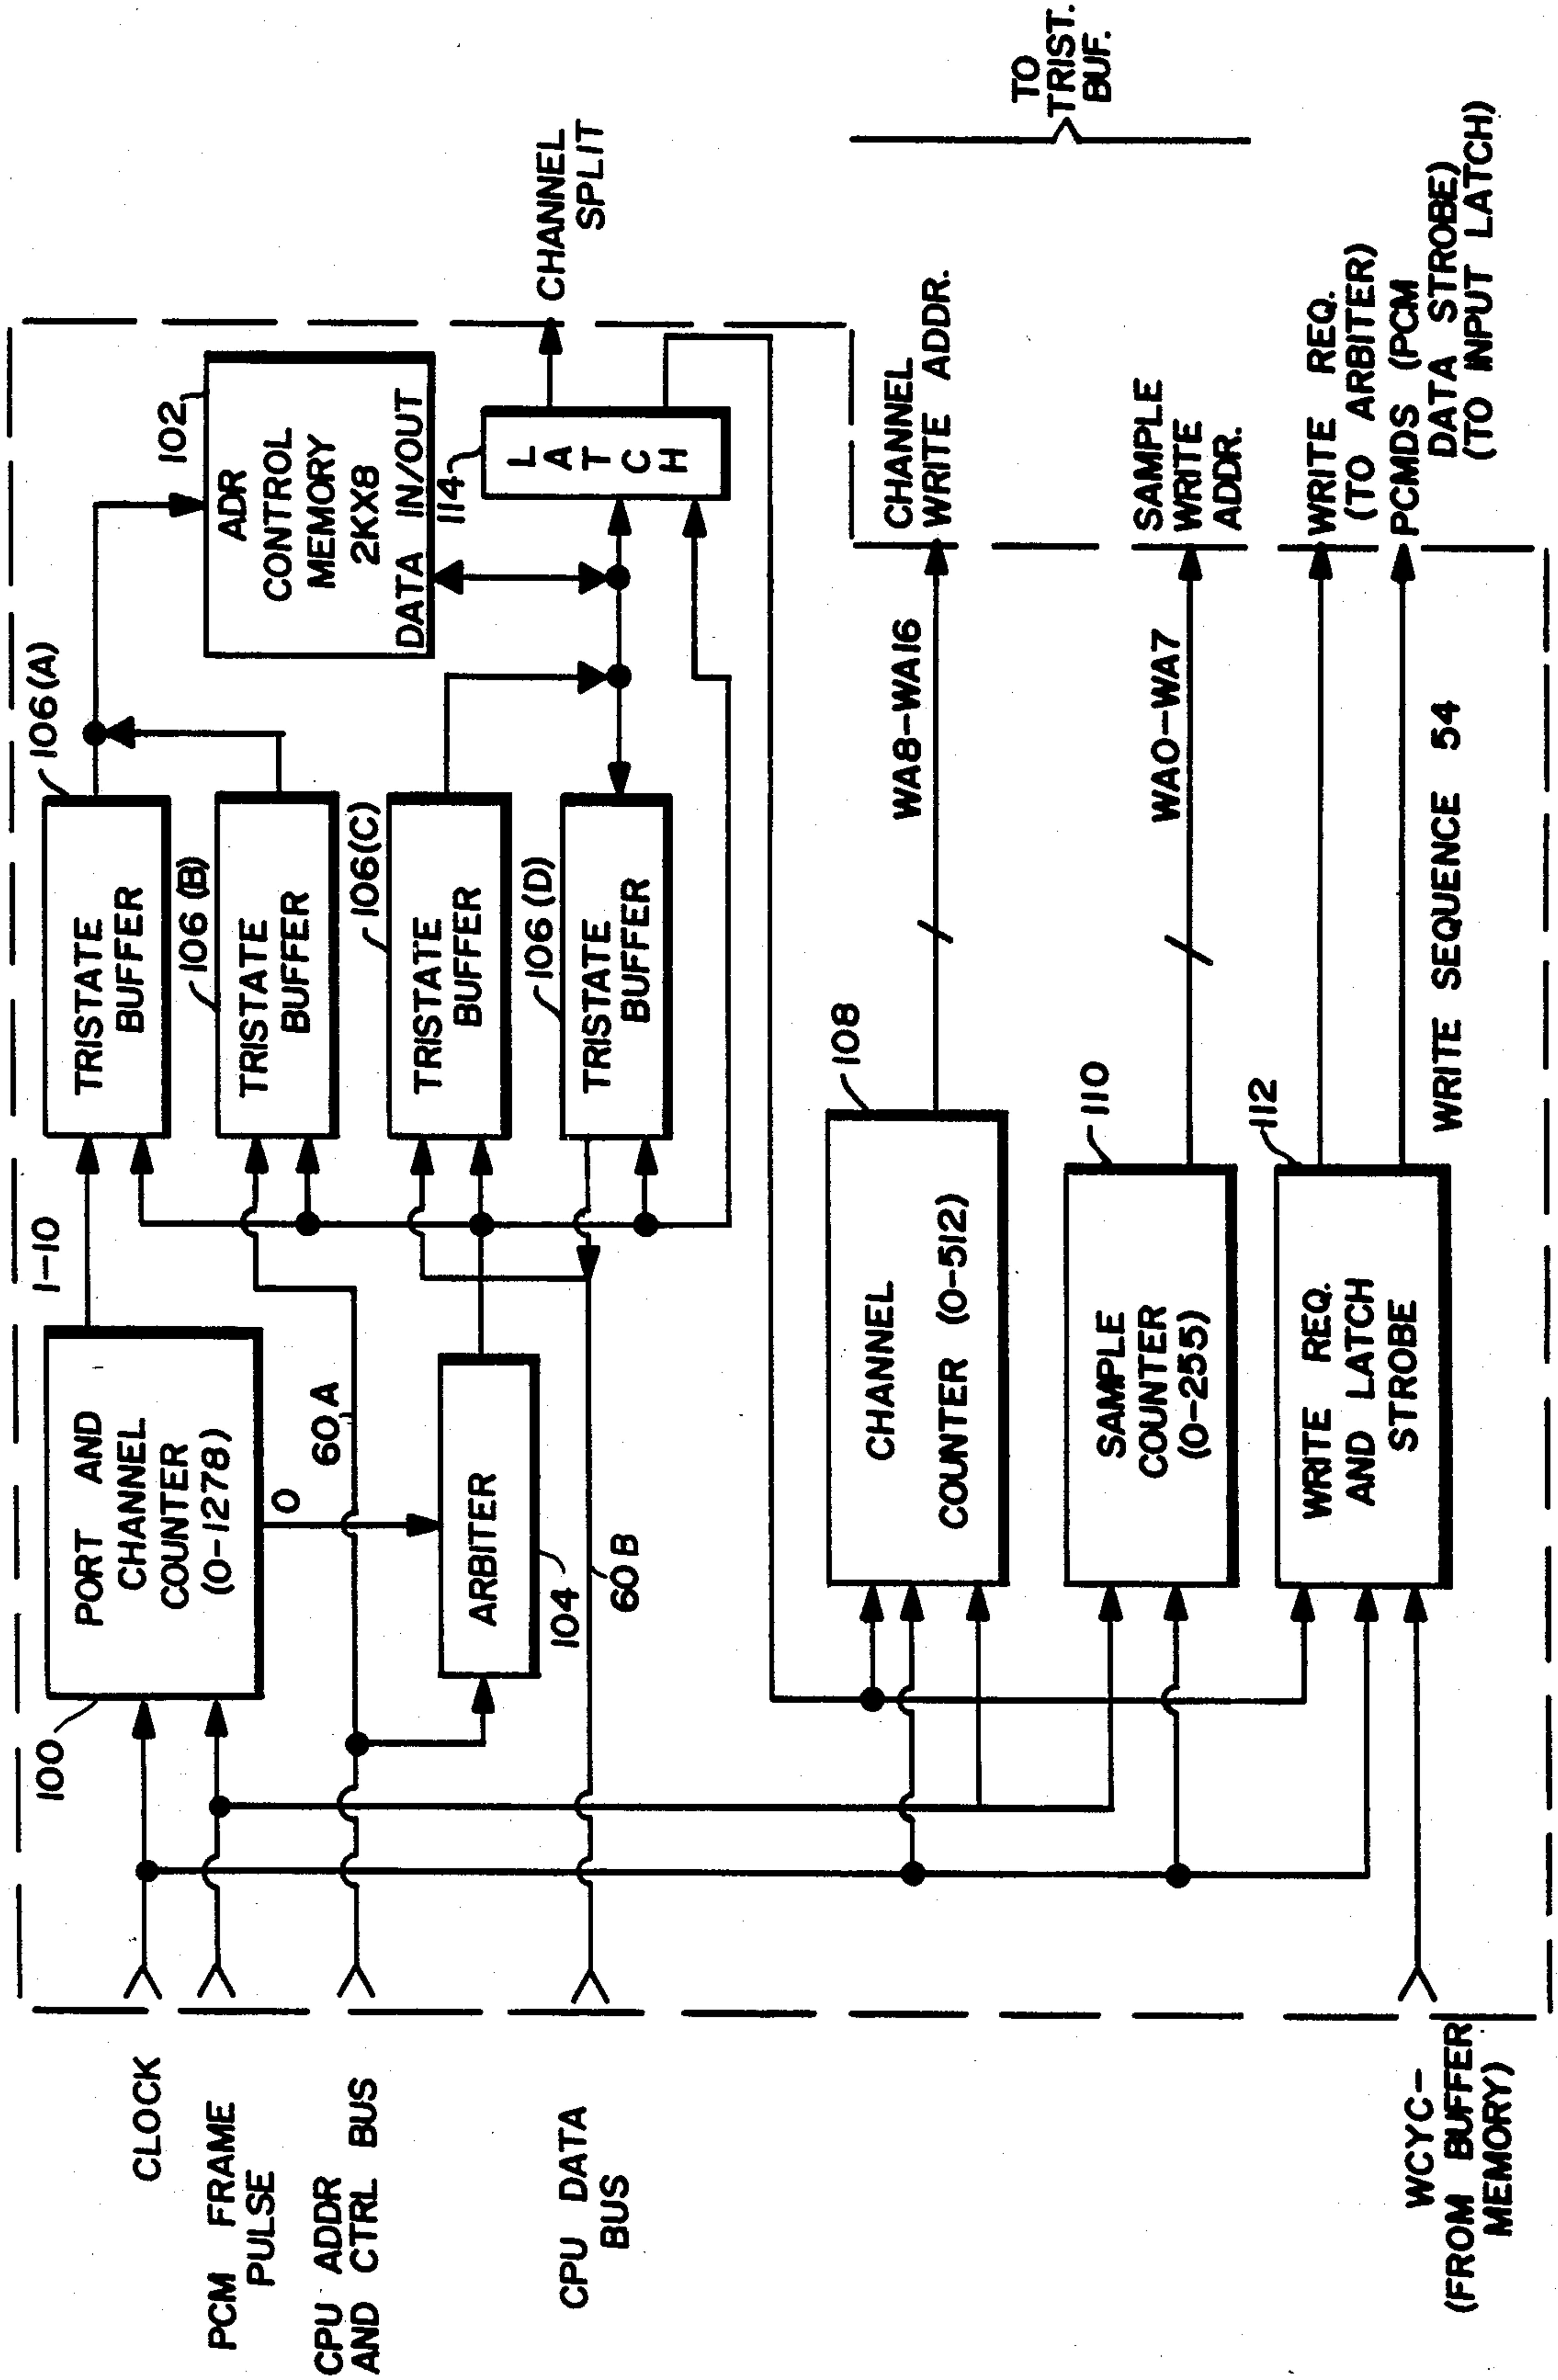 CLOCK
PCM FRAME
PULSE
CPU ADDR
AND CTRL BUS
CPU DATA
BUS
WCYC-
(FROM BUFFER
MEMORY)
100
PORT AND
CHANNEL
COUNTER
(0-1278)
1-10
0
60A
ARBITER
104
60B
106(A)
TRISTATE
BUFFER
106(B)
TRISTATE
BUFFER
106(C)
TRISTATE
BUFFER
106(D)
TRISTATE
BUFFER
102
ADR
CONTROL
MEMORY
2KX8
DATA IN/OUT
114
LATCH
CHANNEL
SPLIT
108
CHANNEL
COUNTER (0-512)
WA8-WA16
CHANNEL
WRITE ADDR.
110
SAMPLE
COUNTER
(0-255)
WA0-WA7
SAMPLE
WRITE
ADDR.
TO
TRIST.
BUF.
112
WRITE REQ.
AND LATCH
STROBE
WRITE REQ.
(TO ARBITER)
PCMDS (PCM
DATA STROBE)
(TO INPUT LATCH)
WRITE SEQUENCE 54